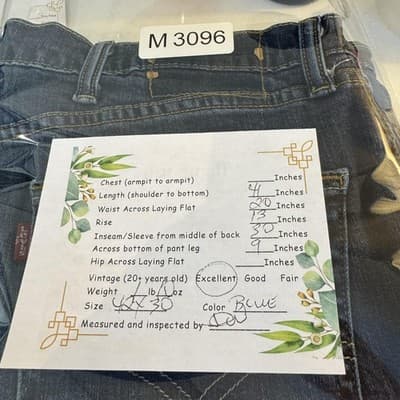 M 3096
Chest (armpit to armpit) Inches
Length (shoulder to bottom) 41 Inches
Waist Across Laying Flat 20 Inches
Rise 13 Inches
Inseam/Sleeve from middle of back 30 Inches
Across bottom of pant leg 9 Inches
Hip Across Laying Flat Inches
Vintage (20+ years old) Excellent Good Fair
Weight lb oz
Size 42X30 Color BLUE
Measured and inspected by